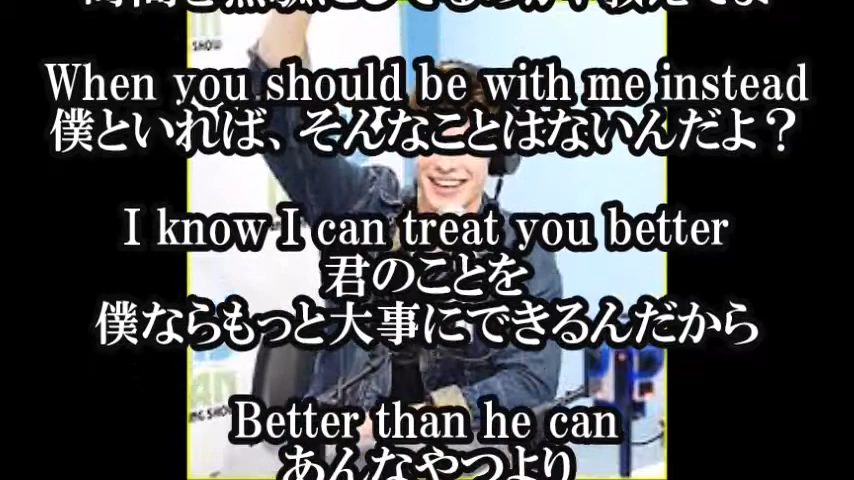 When you should be with me instead
僕といれば、そんなことはないんだよ？
I know I can treat you better
君のことを
僕ならもっと大事にできるんだから
Better than he can
あんなやつより
SHOW